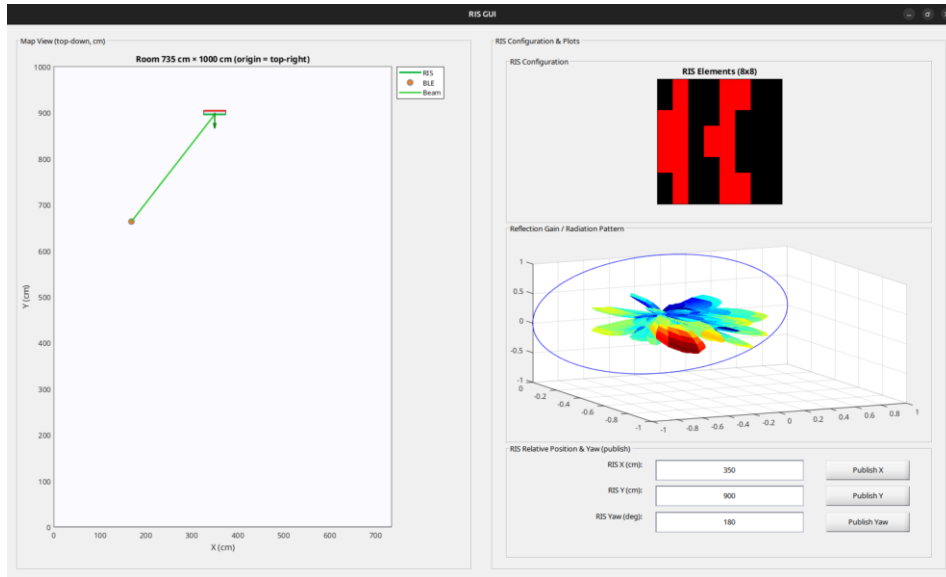 RIS GUI
Map View (top-down, cm)
Room 735 cm × 1000 cm (origin = top-right)
RIS
BLE
Beam
1000
900
800
700
600
500
400
300
200
100
0
Y (cm)
0 100 200 300 400 500 600 700
X (cm)
RIS Configuration & Plots
RIS Configuration
RIS Elements (8x8)
Reflection Gain / Radiation Pattern
1
0.5
0
-0.5
-1
0
-0.2
-0.4
-0.6
-0.8
-1
-1 -0.8 -0.6 -0.4 -0.2 0 0.2 0.4 0.6 0.8 1
RIS Relative Position & Yaw (publish)
RIS X (cm): 350 Publish X
RIS Y (cm): 900 Publish Y
RIS Yaw (deg): 180 Publish Yaw